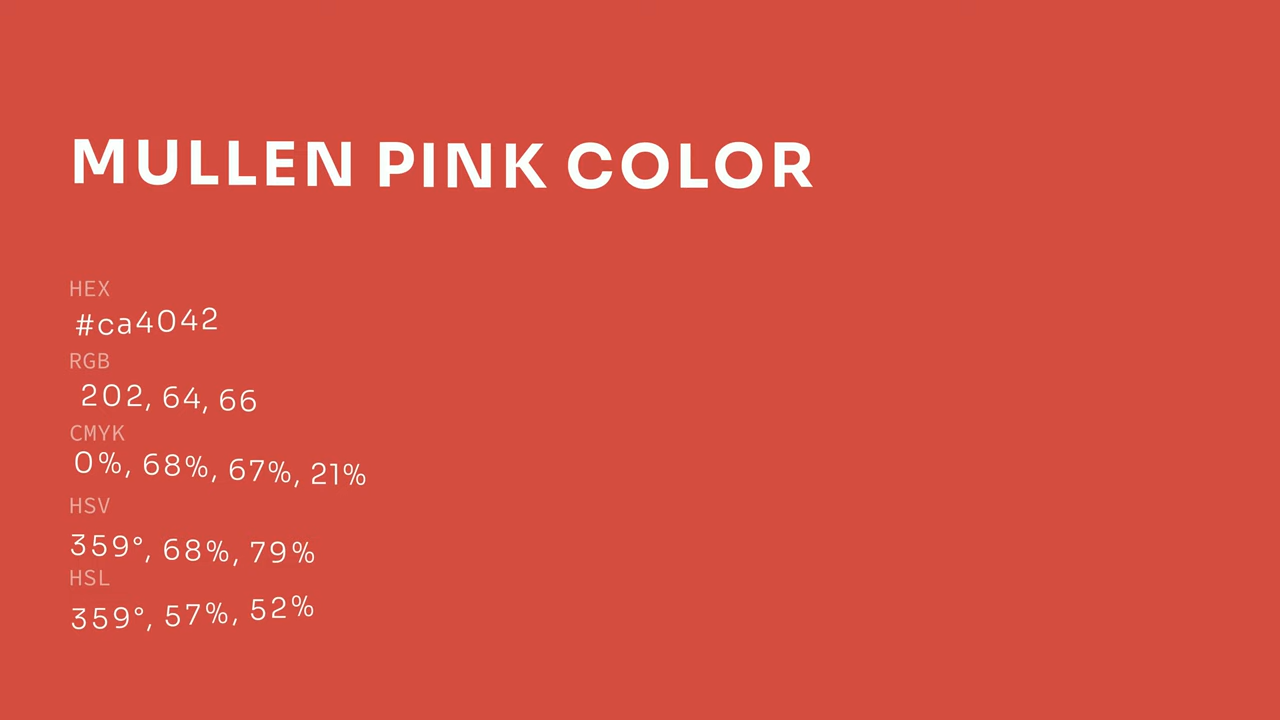 MULLEN PINK COLOR
HEX
#ca4042
RGB
202, 64, 66
CMYK
0%, 68%, 67%, 21%
HSV
359°, 68%, 79%
HSL
359°, 57%, 52%